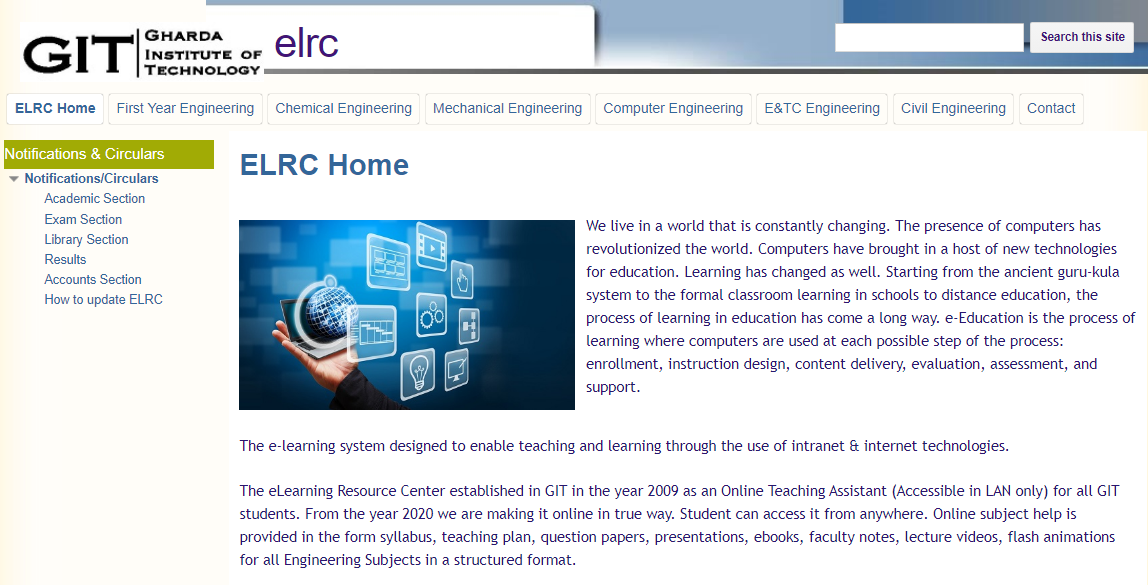 GIT
GHARDA
INSTITUTE OF
TECHNOLOGY
elrc
Search this site
ELRC Home
First Year Engineering
Chemical Engineering
Mechanical Engineering
Computer Engineering
E&TC Engineering
Civil Engineering
Contact
Notifications & Circulars
Notifications/Circulars
Academic Section
Exam Section
Library Section
Results
Accounts Section
How to update ELRC
ELRC Home
We live in a world that is constantly changing. The presence of computers has
revolutionized the world. Computers have brought in a host of new technologies
for education. Learning has changed as well. Starting from the ancient guru-kula
system to the formal classroom learning in schools to distance education, the
process of learning in education has come a long way. e-Education is the process of
learning where computers are used at each possible step of the process:
enrollment, instruction design, content delivery, evaluation, assessment, and
support.
The e-learning system designed to enable teaching and learning through the use of intranet & internet technologies.
The eLearning Resource Center established in GIT in the year 2009 as an Online Teaching Assistant (Accessible in LAN only) for all GIT
students. From the year 2020 we are making it online in true way. Student can access it from anywhere. Online subject help is
provided in the form syllabus, teaching plan, question papers, presentations, ebooks, faculty notes, lecture videos, flash animations
for all Engineering Subjects in a structured format.